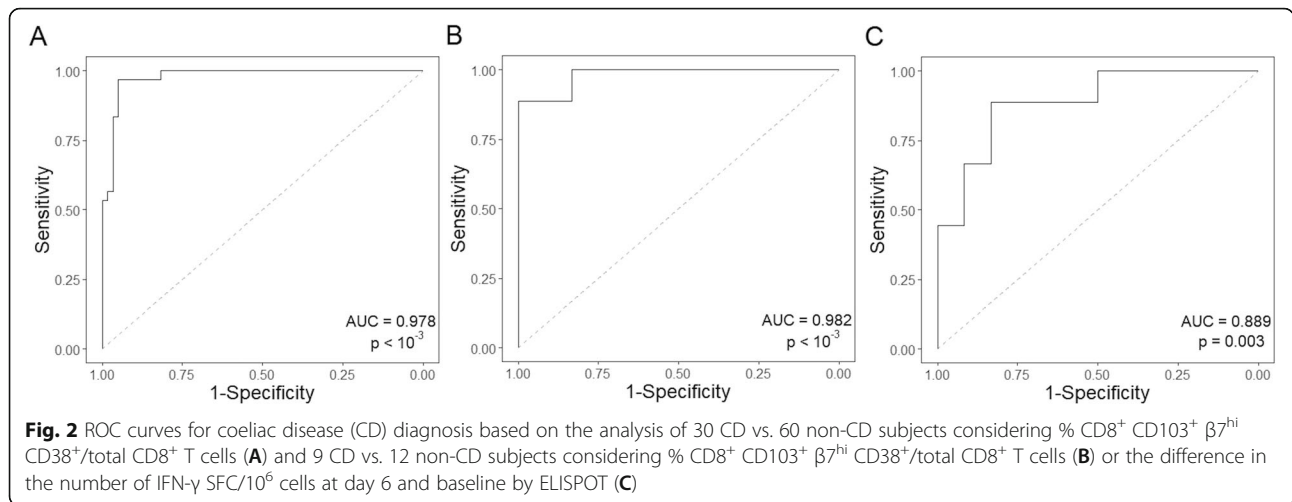 A
B
C
1.00
0.75
0.50
0.25
0.00
Sensitivity
AUC = 0.978
p < 10⁻³
1.00
0.75
0.50
0.25
0.00
1-Specificity
1.00
0.75
0.50
0.25
0.00
Sensitivity
AUC = 0.982
p < 10⁻³
1.00
0.75
0.50
0.25
0.00
1-Specificity
1.00
0.75
0.50
0.25
0.00
Sensitivity
AUC = 0.889
p = 0.003
1.00
0.75
0.50
0.25
0.00
1-Specificity
Fig. 2 ROC curves for coeliac disease (CD) diagnosis based on the analysis of 30 CD vs. 60 non-CD subjects considering % CD8⁺ CD103⁺ β7ʰⁱ
CD38⁺/total CD8⁺ T cells (A) and 9 CD vs. 12 non-CD subjects considering % CD8⁺ CD103⁺ β7ʰⁱ CD38⁺/total CD8⁺ T cells (B) or the difference in
the number of IFN-γ SFC/10⁶ cells at day 6 and baseline by ELISPOT (C)